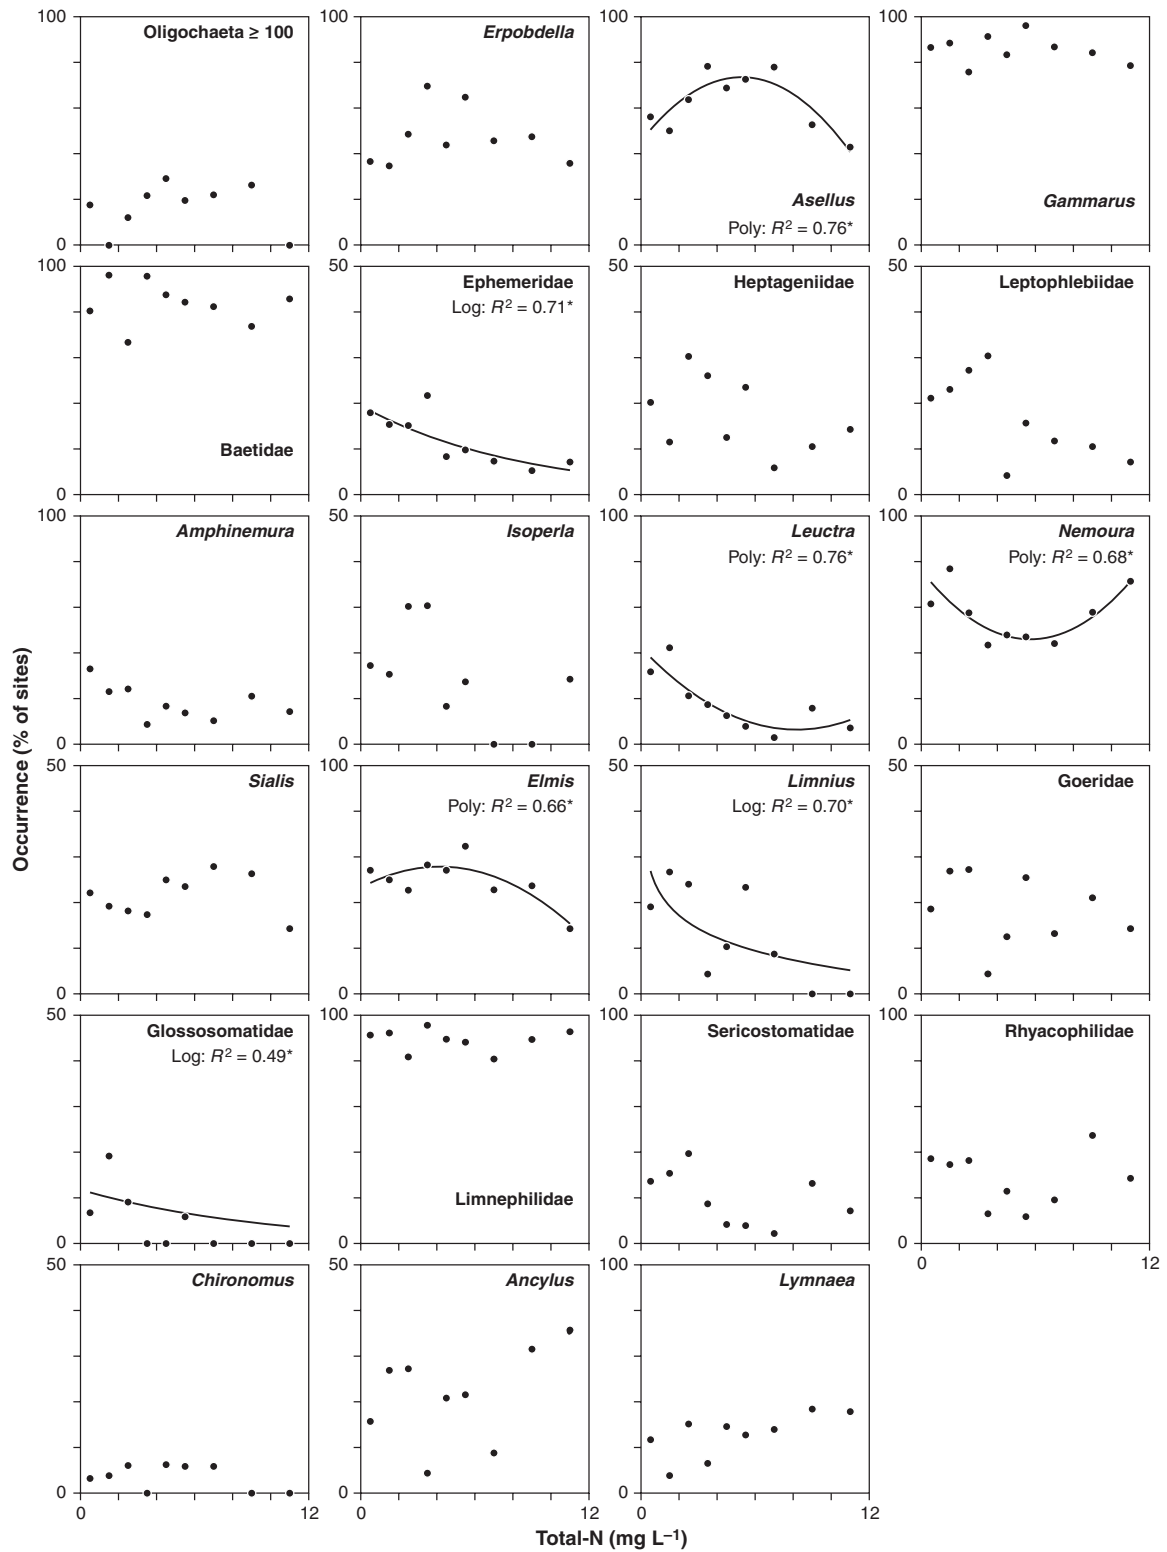 100
Oligochaeta ≥ 100
0
100
Erpobdella
0
100
Asellus
Poly: R² = 0.76*
0
100
Gammarus
0
100
Baetidae
0
50
Ephemeridae
Log: R² = 0.71*
0
50
Heptageniidae
0
50
Leptophlebiidae
0
100
Amphinemura
0
50
Isoperla
0
100
Leuctra
Poly: R² = 0.76*
0
100
Nemoura
Poly: R² = 0.68*
0
50
Sialis
0
100
Elmis
Poly: R² = 0.66*
0
50
Limnius
Log: R² = 0.70*
0
50
Goeridae
0
50
Glossosomatidae
Log: R² = 0.49*
0
100
Limnephilidae
0
100
Sericostomatidae
0
100
Rhyacophilidae
0
0 12
50
Chironomus
0
0 12
50
Ancylus
0
0 12
100
Lymnaea
0
0 12
Occurrence (% of sites)
Total-N (mg L⁻¹)